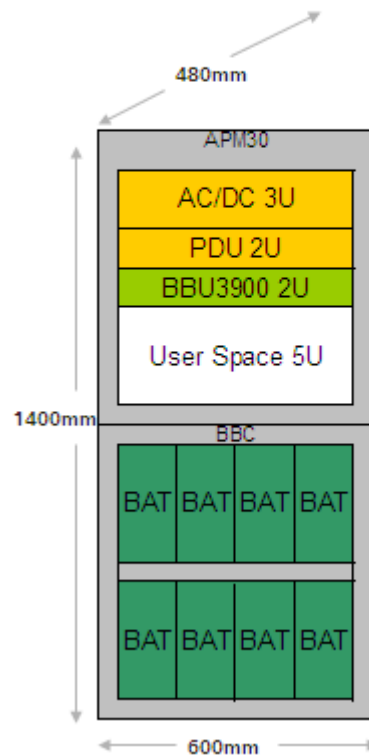 480mm
APM30
AC/DC 3U
PDU 2U
BBU3900 2U
User Space 5U
1400mm
BBC
BAT BAT BAT BAT
BAT BAT BAT BAT
600mm